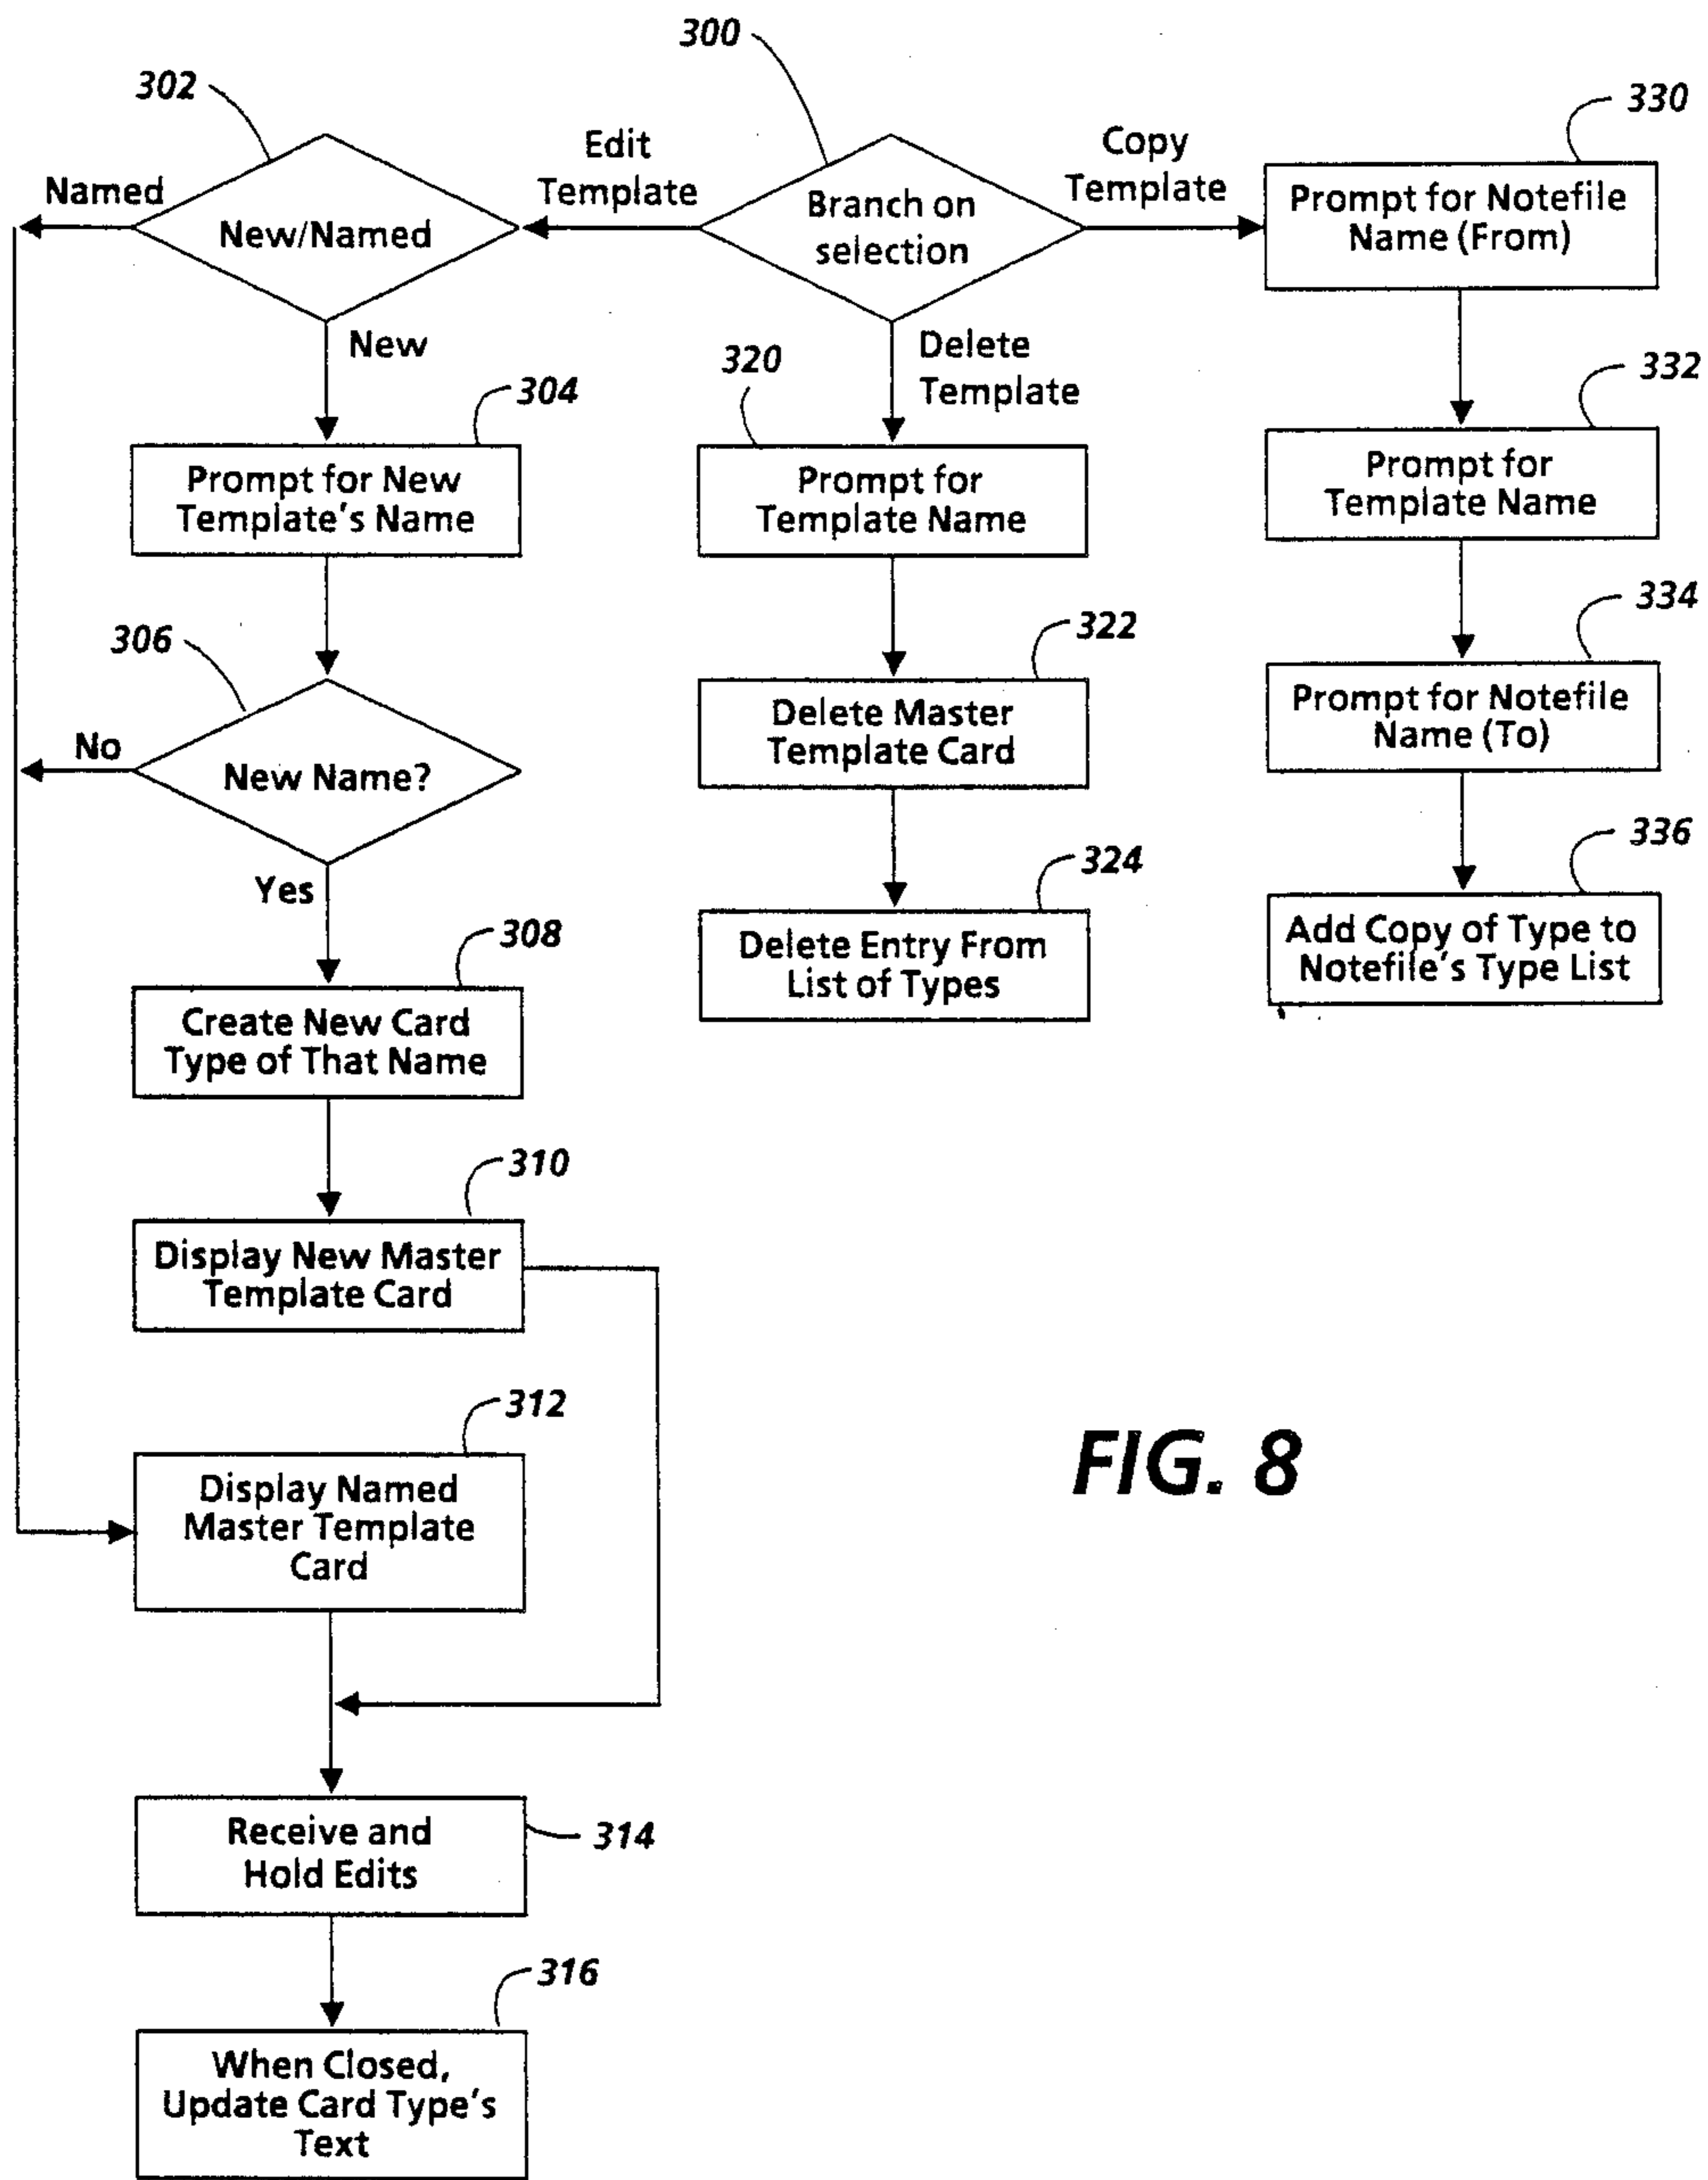 300
302
330
Edit
Template
Copy
Template
Named
New/Named
Branch on
selection
Prompt for Notefile
Name (From)
New
Delete
Template
304
320
332
Prompt for New
Template's Name
Prompt for
Template Name
Prompt for
Template Name
306
322
334
No
New Name?
Delete Master
Template Card
Prompt for Notefile
Name (To)
Yes
324
336
308
Delete Entry From
List of Types
Add Copy of Type to
Notefile's Type List
Create New Card
Type of That Name
310
Display New Master
Template Card
312
Display Named
Master Template
Card
FIG. 8
314
Receive and
Hold Edits
316
When Closed,
Update Card Type's
Text